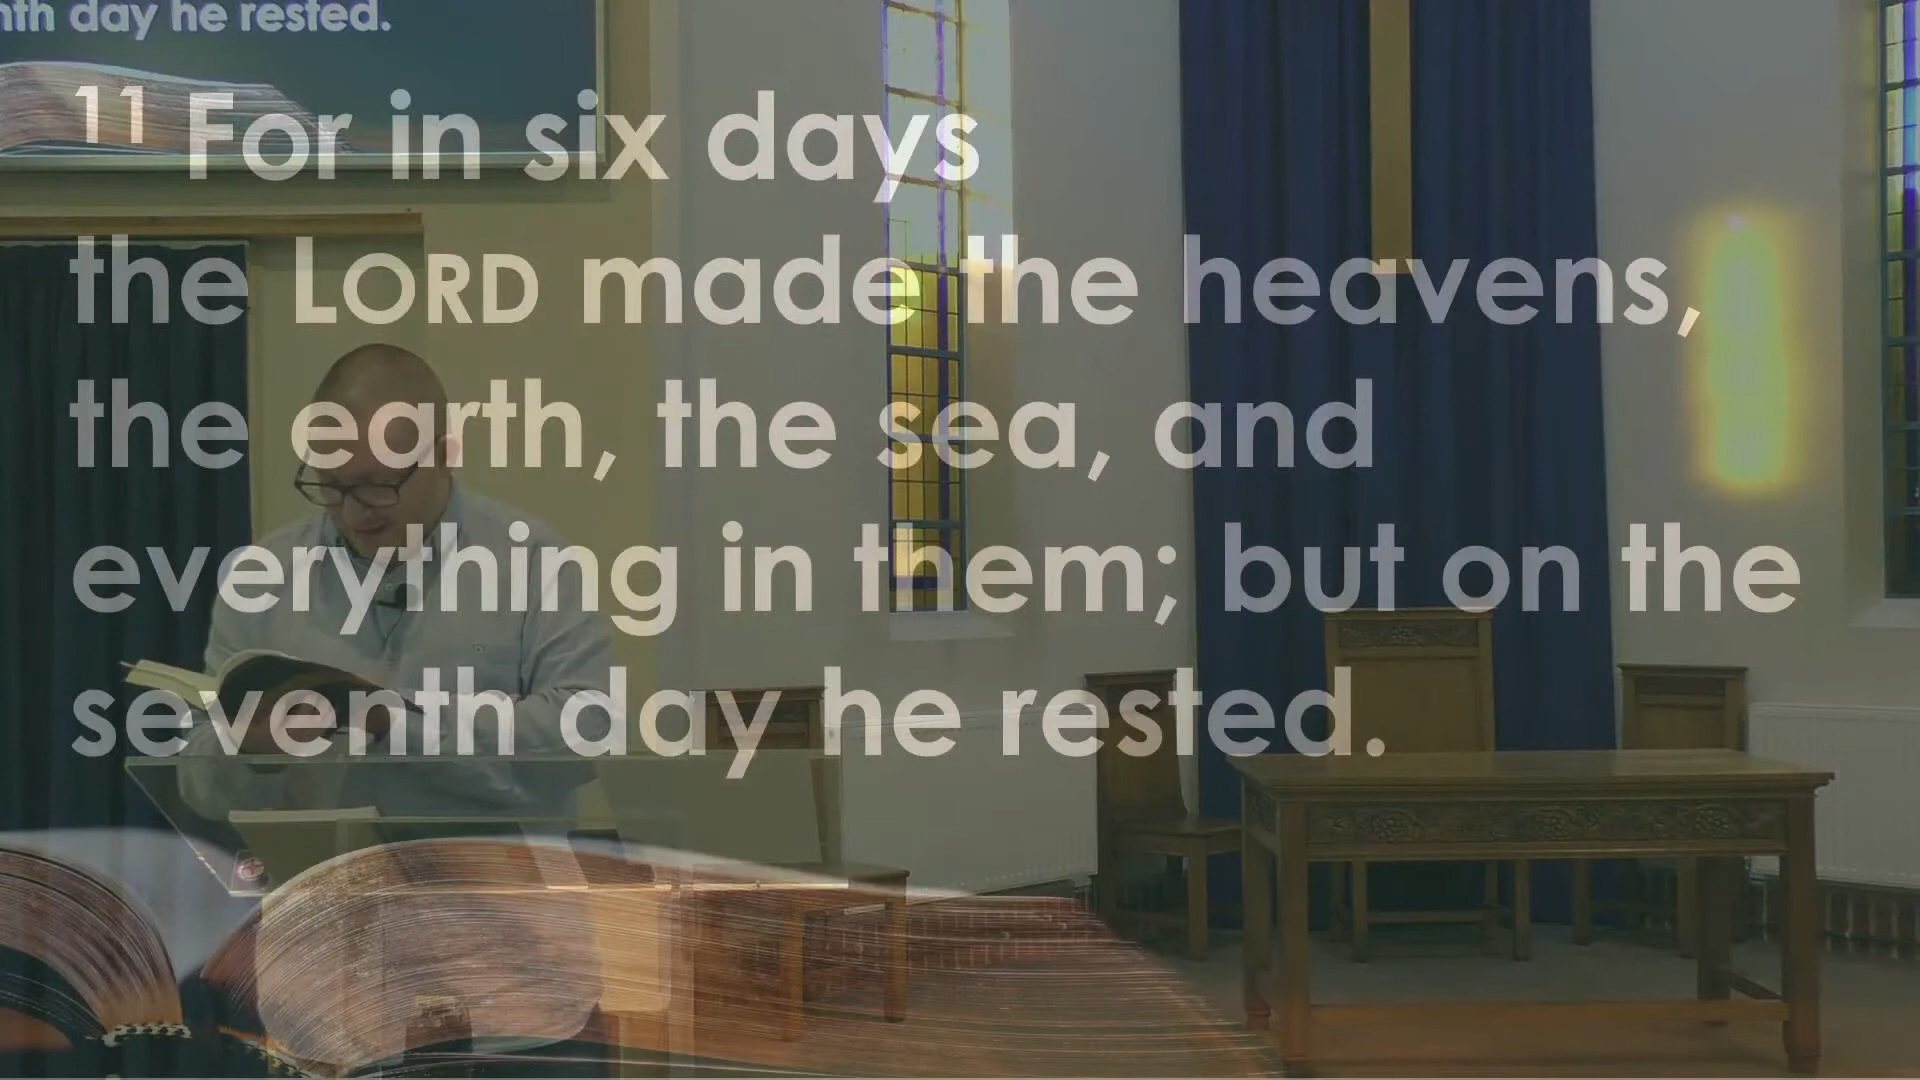 nth day he rested.
11 For in six days
the LORD made the heavens,
the earth, the sea, and
everything in them; but on the
seventh day he rested.